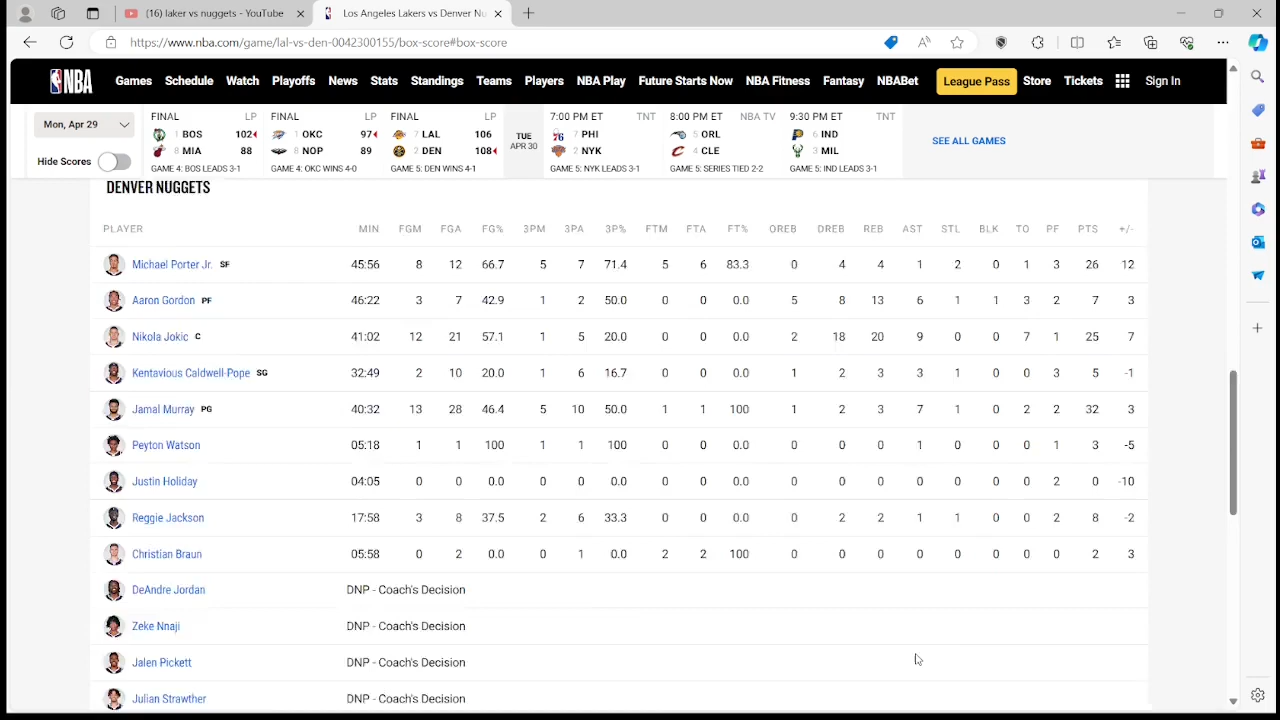 (16) laker vs nuggets - YouTube
Los Angeles Lakers vs Denver Nu
https://www.nba.com/game/lal-vs-den-0042300155/box-score#box-score
NBA Games Schedule Watch Playoffs News Stats Standings Teams Players NBA Play Future Starts Now NBA Fitness Fantasy NBABet League Pass Store Tickets Sign In
Mon, Apr 29
Hide Scores
FINAL LP
1 BOS 102
8 MIA 88
GAME 4: BOS LEADS 3-1
FINAL LP
1 OKC 97
8 NOP 89
GAME 4: OKC WINS 4-0
FINAL LP
7 LAL 106
2 DEN 108
GAME 5: DEN WINS 4-1
TUE
APR 30
7:00 PM ET TNT
7 PHI
2 NYK
GAME 5: NYK LEADS 3-1
8:00 PM ET NBA TV
5 ORL
4 CLE
GAME 5: SERIES TIED 2-2
9:30 PM ET TNT
6 IND
3 MIL
GAME 5: IND LEADS 3-1
SEE ALL GAMES
DENVER NUGGETS
PLAYER MIN FGM FGA FG% 3PM 3PA 3P% FTM FTA FT% OREB DREB REB AST STL BLK TO PF PTS +/-
Michael Porter Jr. SF 45:56 8 12 66.7 5 7 71.4 5 6 83.3 0 4 4 1 2 0 1 3 26 12
Aaron Gordon PF 46:22 3 7 42.9 1 2 50.0 0 0 0.0 5 8 13 6 1 1 3 2 7 3
Nikola Jokic C 41:02 12 21 57.1 1 5 20.0 0 0 0.0 2 18 20 9 0 0 7 1 25 7
Kentavious Caldwell-Pope SG 32:49 2 10 20.0 1 6 16.7 0 0 0.0 1 2 3 3 1 0 0 3 5 -1
Jamal Murray PG 40:32 13 28 46.4 5 10 50.0 1 1 100 1 2 3 7 1 0 2 2 32 3
Peyton Watson 05:18 1 1 100 1 1 100 0 0 0.0 0 0 0 1 0 0 0 1 3 -5
Justin Holiday 04:05 0 0 0.0 0 0 0.0 0 0 0.0 0 0 0 0 0 0 0 2 0 -10
Reggie Jackson 17:58 3 8 37.5 2 6 33.3 0 0 0.0 0 2 2 1 1 0 0 2 8 -2
Christian Braun 05:58 0 2 0.0 0 1 0.0 2 2 100 0 0 0 0 0 0 0 0 2 3
DeAndre Jordan DNP - Coach's Decision
Zeke Nnaji DNP - Coach's Decision
Jalen Pickett DNP - Coach's Decision
Julian Strawther DNP - Coach's Decision